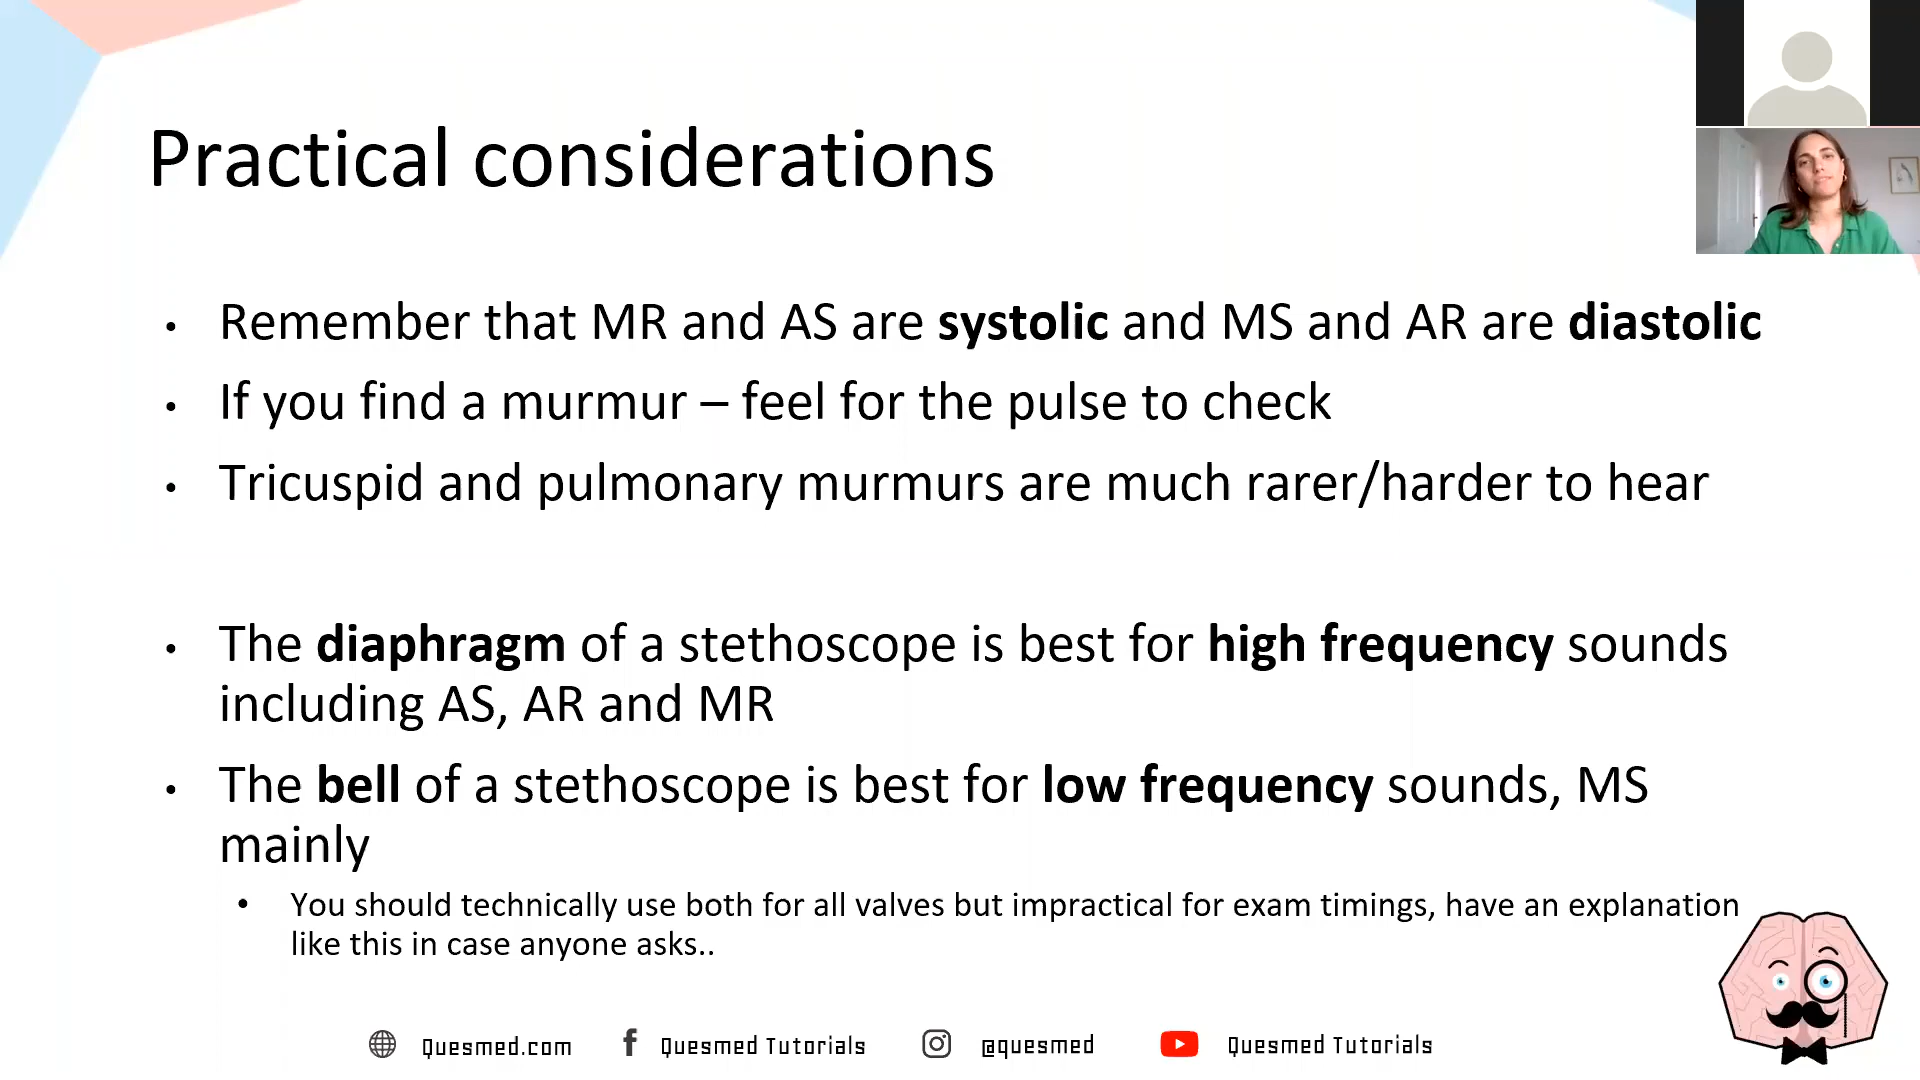 Practical considerations
• Remember that MR and AS are systolic and MS and AR are diastolic
• If you find a murmur – feel for the pulse to check
• Tricuspid and pulmonary murmurs are much rarer/harder to hear
• The diaphragm of a stethoscope is best for high frequency sounds
including AS, AR and MR
• The bell of a stethoscope is best for low frequency sounds, MS
mainly
• You should technically use both for all valves but impractical for exam timings, have an explanation
like this in case anyone asks..
Quesmed.com f Quesmed Tutorials @quesmed Quesmed Tutorials